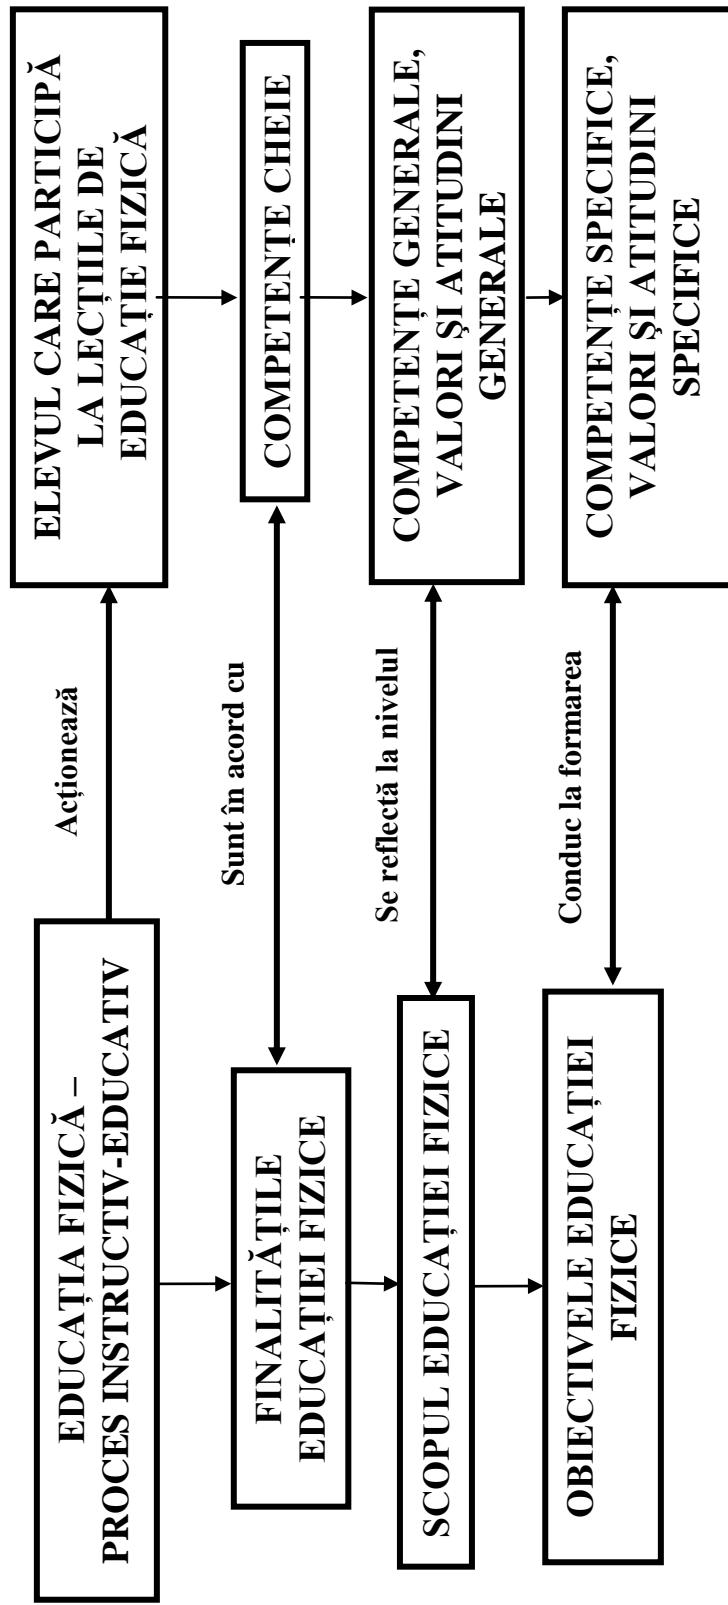 EDUCAȚIA FIZICĂ –
PROCES INSTRUCTIV-EDUCATIV
Acționează
ELEVUL CARE PARTICIPĂ
LA LECȚIILE DE
EDUCAȚIE FIZICĂ
FINALITĂȚILE
EDUCAȚIEI FIZICE
Sunt în acord cu
COMPETENȚE CHEIE
SCOPUL EDUCAȚIEI FIZICE
Se reflectă la nivelul
COMPETENȚE GENERALE,
VALORI ȘI ATITUDINI
GENERALE
OBIECTIVELE EDUCAȚIEI
FIZICE
Conduc la formarea
COMPETENȚE SPECIFICE,
VALORI ŞI ATITUDINI
SPECIFICE